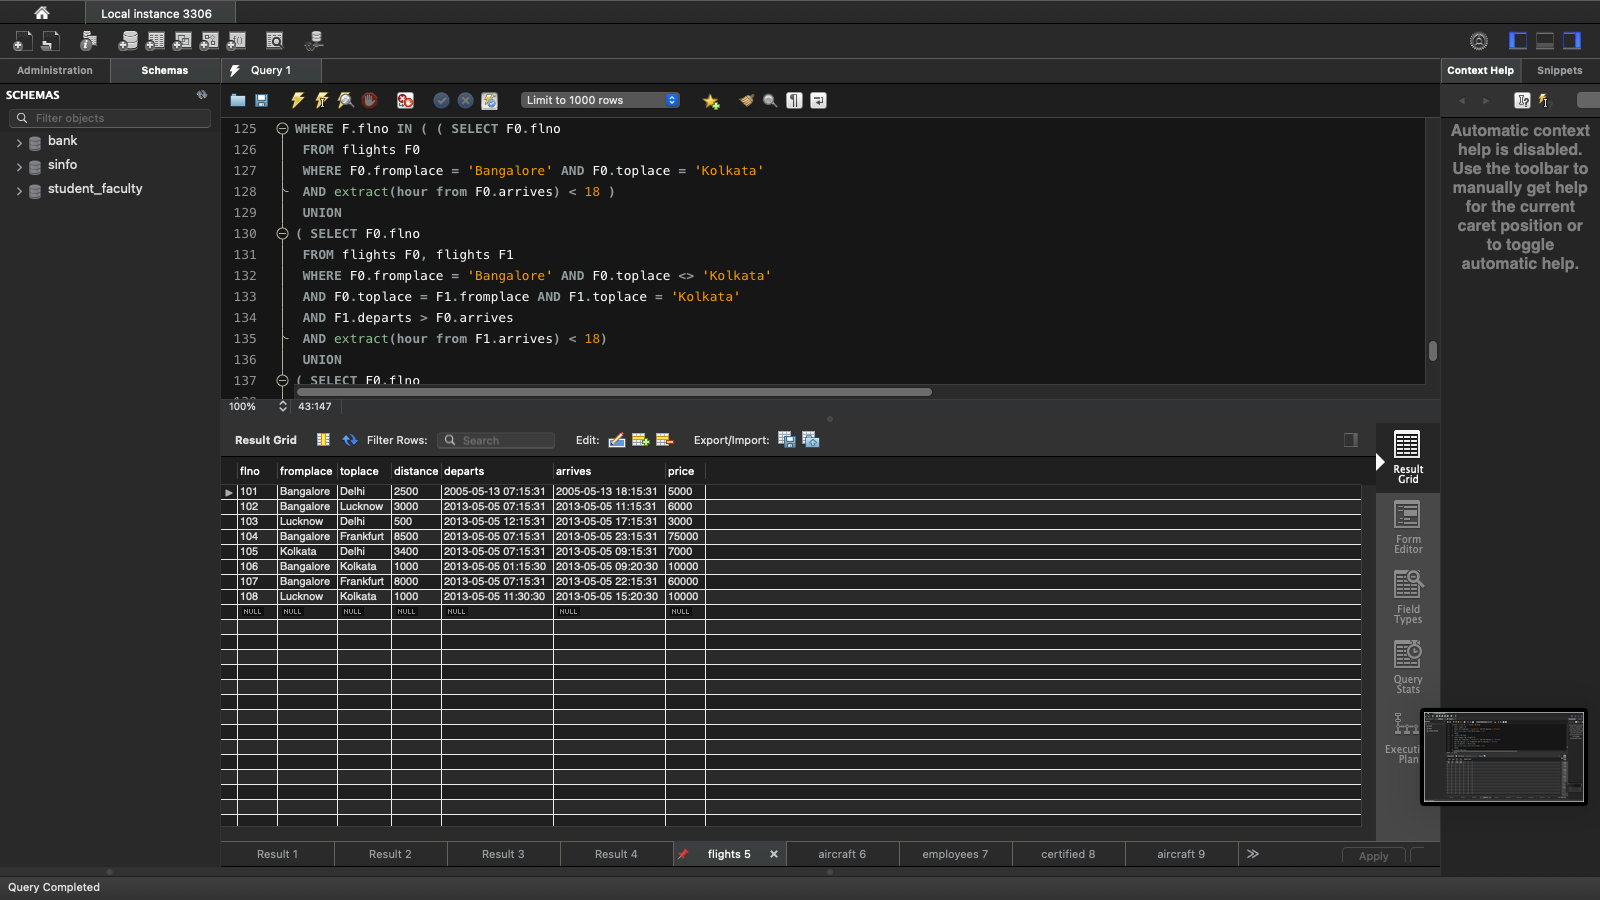 Local instance 3306
Administration
Schemas
Query 1
Context Help
Snippets
SCHEMAS
Filter objects
bank
sinfo
student_faculty
Limit to 1000 rows
125 WHERE F.flno IN ( ( SELECT F0.flno
126 FROM flights F0
127 WHERE F0.fromplace = 'Bangalore' AND F0.toplace = 'Kolkata'
128 AND extract(hour from F0.arrives) < 18 )
129 UNION
130 ( SELECT F0.flno
131 FROM flights F0, flights F1
132 WHERE F0.fromplace = 'Bangalore' AND F0.toplace <> 'Kolkata'
133 AND F0.toplace = F1.fromplace AND F1.toplace = 'Kolkata'
134 AND F1.departs > F0.arrives
135 AND extract(hour from F1.arrives) < 18)
136 UNION
137 ( SELECT F0.flno
100% 43:147
Automatic context
help is disabled.
Use the toolbar to
manually get help
for the current
caret position or
to toggle
automatic help.
Result Grid Filter Rows: Search Edit: Export/Import:
flno fromplace toplace distance departs arrives price
101 Bangalore Delhi 2500 2005-05-13 07:15:31 2005-05-13 18:15:31 5000
102 Bangalore Lucknow 3000 2013-05-05 07:15:31 2013-05-05 11:15:31 6000
103 Lucknow Delhi 500 2013-05-05 12:15:31 2013-05-05 17:15:31 3000
104 Bangalore Frankfurt 8500 2013-05-05 07:15:31 2013-05-05 23:15:31 75000
105 Kolkata Delhi 3400 2013-05-05 07:15:31 2013-05-05 09:15:31 7000
106 Bangalore Kolkata 1000 2013-05-05 01:15:30 2013-05-05 09:20:30 10000
107 Bangalore Frankfurt 8000 2013-05-05 07:15:31 2013-05-05 22:15:31 60000
108 Lucknow Kolkata 1000 2013-05-05 11:30:30 2013-05-05 15:20:30 10000
NULL NULL NULL NULL NULL NULL NULL
Result
Grid
Form
Editor
Field
Types
Query
Stats
Plan
Result 1
Result 2
Result 3
Result 4
flights 5
aircraft 6
employees 7
certified 8
aircraft 9
Apply
Query Completed